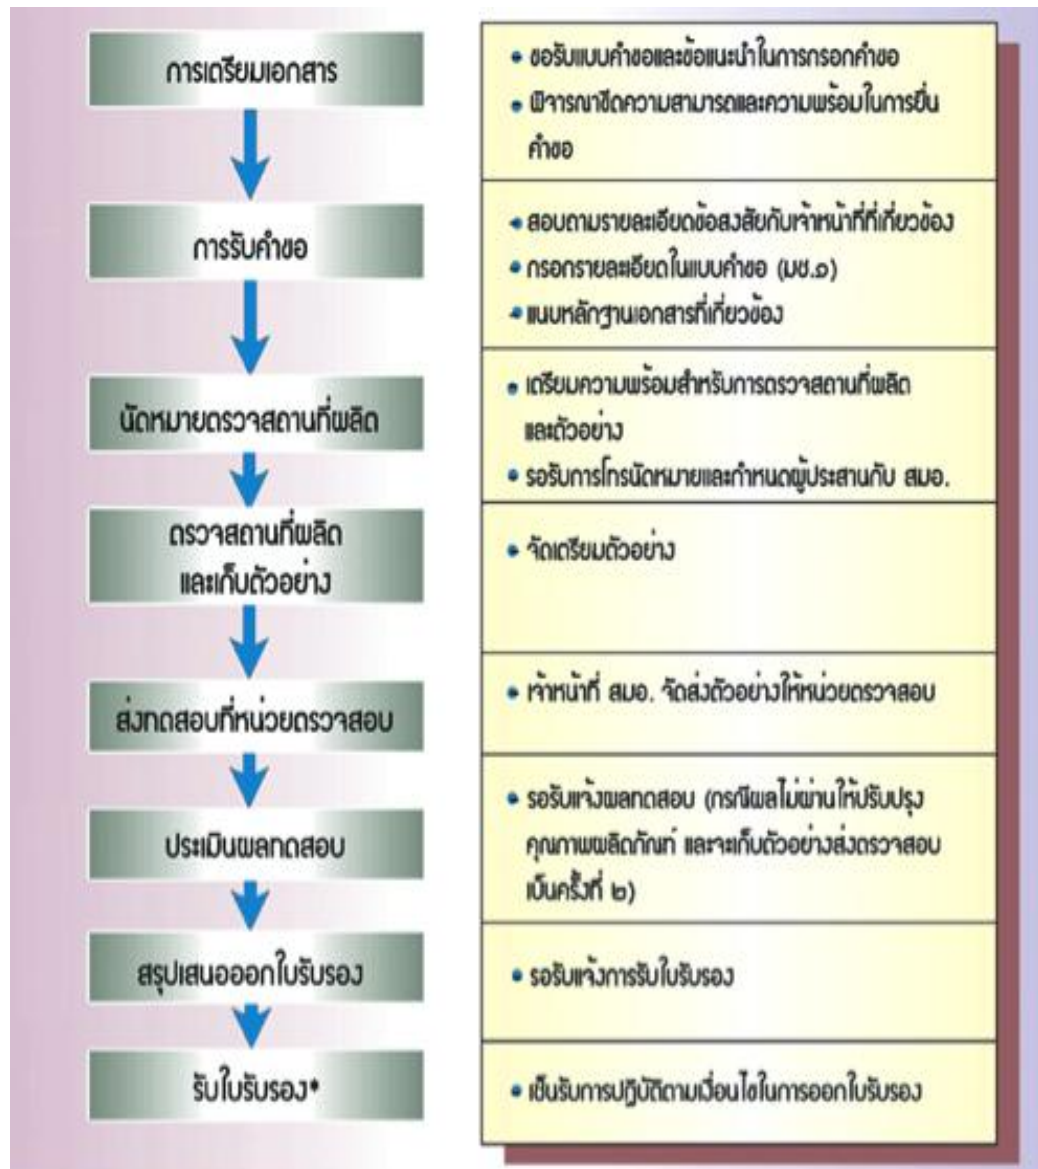 การเตรียมเอกสาร
• ขอรับแบบคำขอและข้อแนะนำในการกรอกคำขอ
• พิจารณาขีดความสามารถและความพร้อมในการยื่น
คำขอ
การรับคำขอ
• สอบถามรายละเอียดข้อสงสัยกับเจ้าหน้าที่ที่เกี่ยวข้อง
• กรอกรายละเอียดในแบบคำขอ (มช.๑)
• แนบหลักฐานเอกสารที่เกี่ยวข้อง
นัดหมายตรวจสถานที่ผลิต
• เตรียมความพร้อมสำหรับการตรวจสถานที่ผลิต
และตัวอย่าง
• รอรับการโทรนัดหมายและกำหนดผู้ประสานกับ สมอ.
ตรวจสถานที่ผลิต
และเก็บตัวอย่าง
• จัดเตรียมตัวอย่าง
ส่งทดสอบที่หน่วยตรวจสอบ
• เจ้าหน้าที่ สมอ. จัดส่งตัวอย่างให้หน่วยตรวจสอบ
ประเมินผลทดสอบ
• รอรับแจ้งผลทดสอบ (กรณีผลไม่ผ่านให้ปรับปรุง
คุณภาพผลิตภัณฑ์ และจะเก็บตัวอย่างส่งตรวจสอบ
เป็นครั้งที่ ๒)
สรุปเสนอออกใบรับรอง
• รอรับแจ้งการรับใบรับรอง
รับใบรับรอง*
• เซ็นรับการปฏิบัติตามเงื่อนไขในการออกใบรับรอง